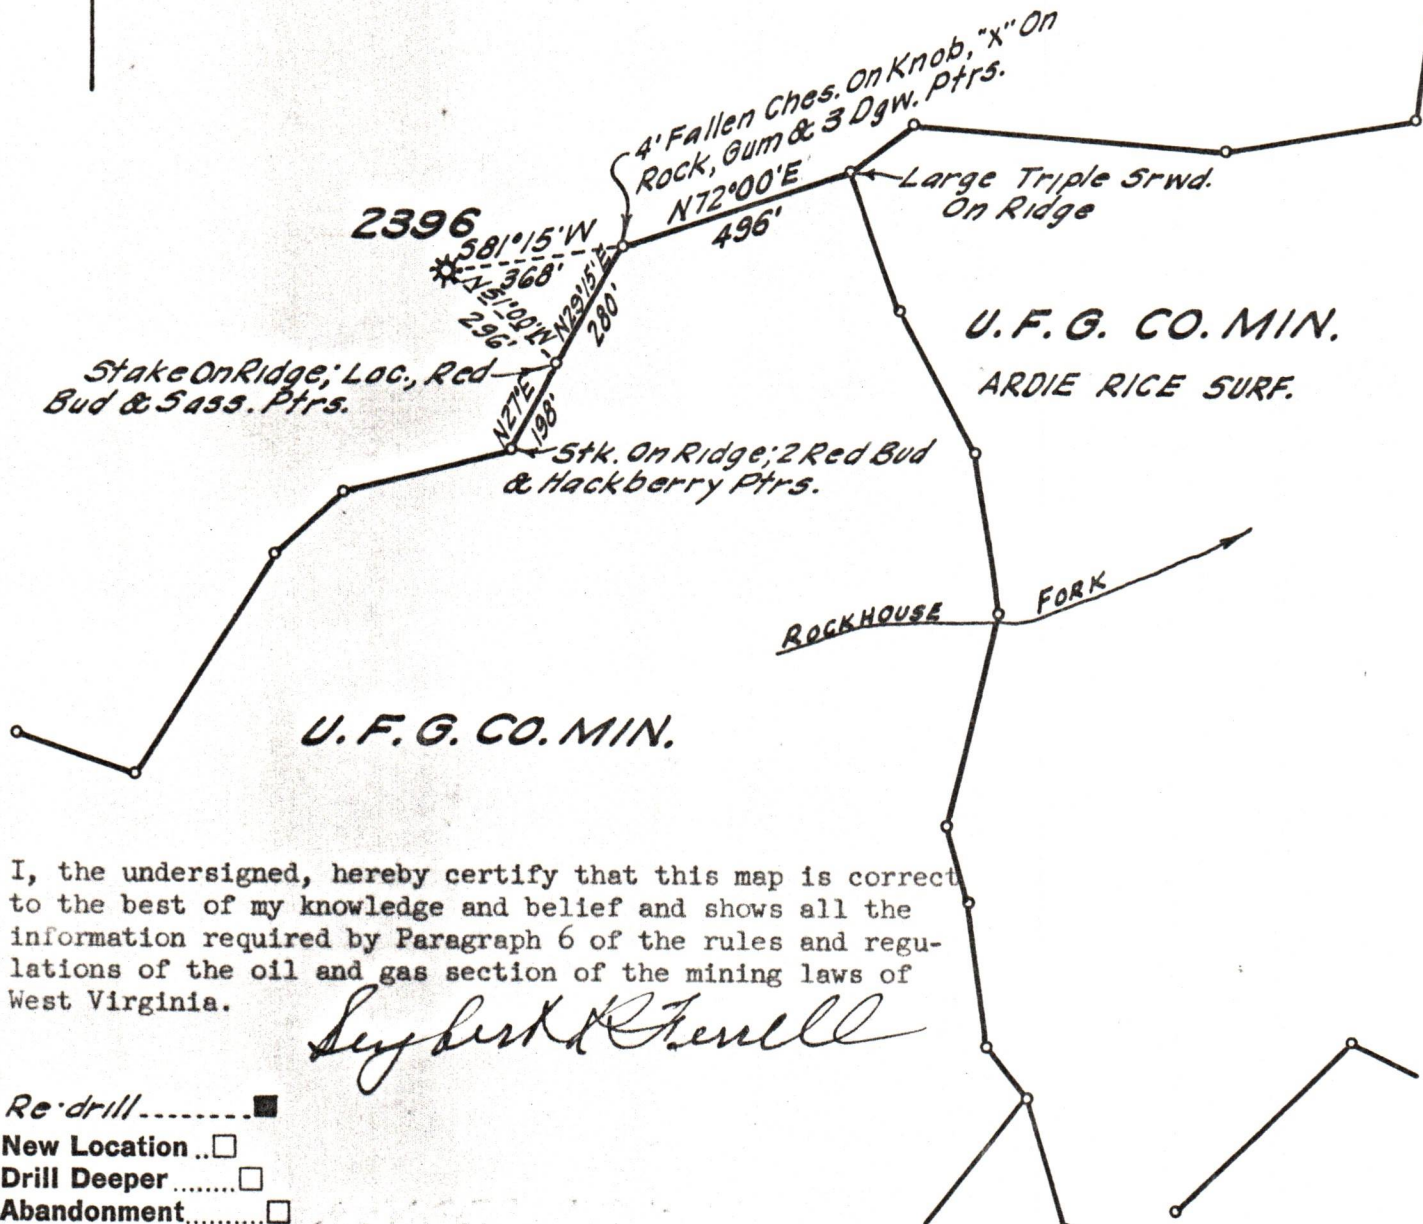 4' Fallen Ches. On Knob, "X" On
Rock, Gum & 3 Dgw. Ptrs.
N72°00'E
496'
Large Triple Srwd.
On Ridge
2396
S81°15'W
368'
N51°00'W
296'
N29°15'E
280'
U.F.G. CO. MIN.
ARDIE RICE SURF.
Stake On Ridge; Loc., Red
Bud & Sass. Ptrs.
N27°E
198'
Stk. On Ridge; 2 Red Bud
& Hackberry Ptrs.
ROCKHOUSE FORK
U.F.G. CO. MIN.
I, the undersigned, hereby certify that this map is correct
to the best of my knowledge and belief and shows all the
information required by Paragraph 6 of the rules and regu-
lations of the oil and gas section of the mining laws of
West Virginia.
Ferrell
Re-drill.........■
New Location ..□
Drill Deeper ........□
Abandonment..........□